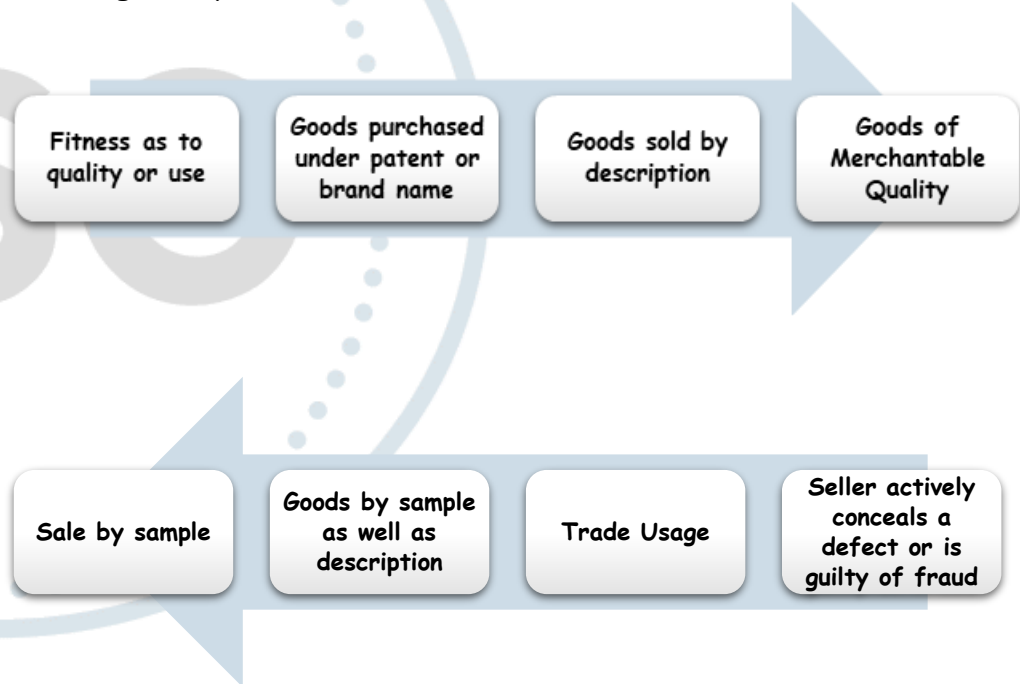 Fitness as to
quality or use
Goods purchased
under patent or
brand name
Goods sold by
description
Goods of
Merchantable
Quality
Sale by sample
Goods by sample
as well as
description
Trade Usage
Seller actively
conceals a
defect or is
guilty of fraud